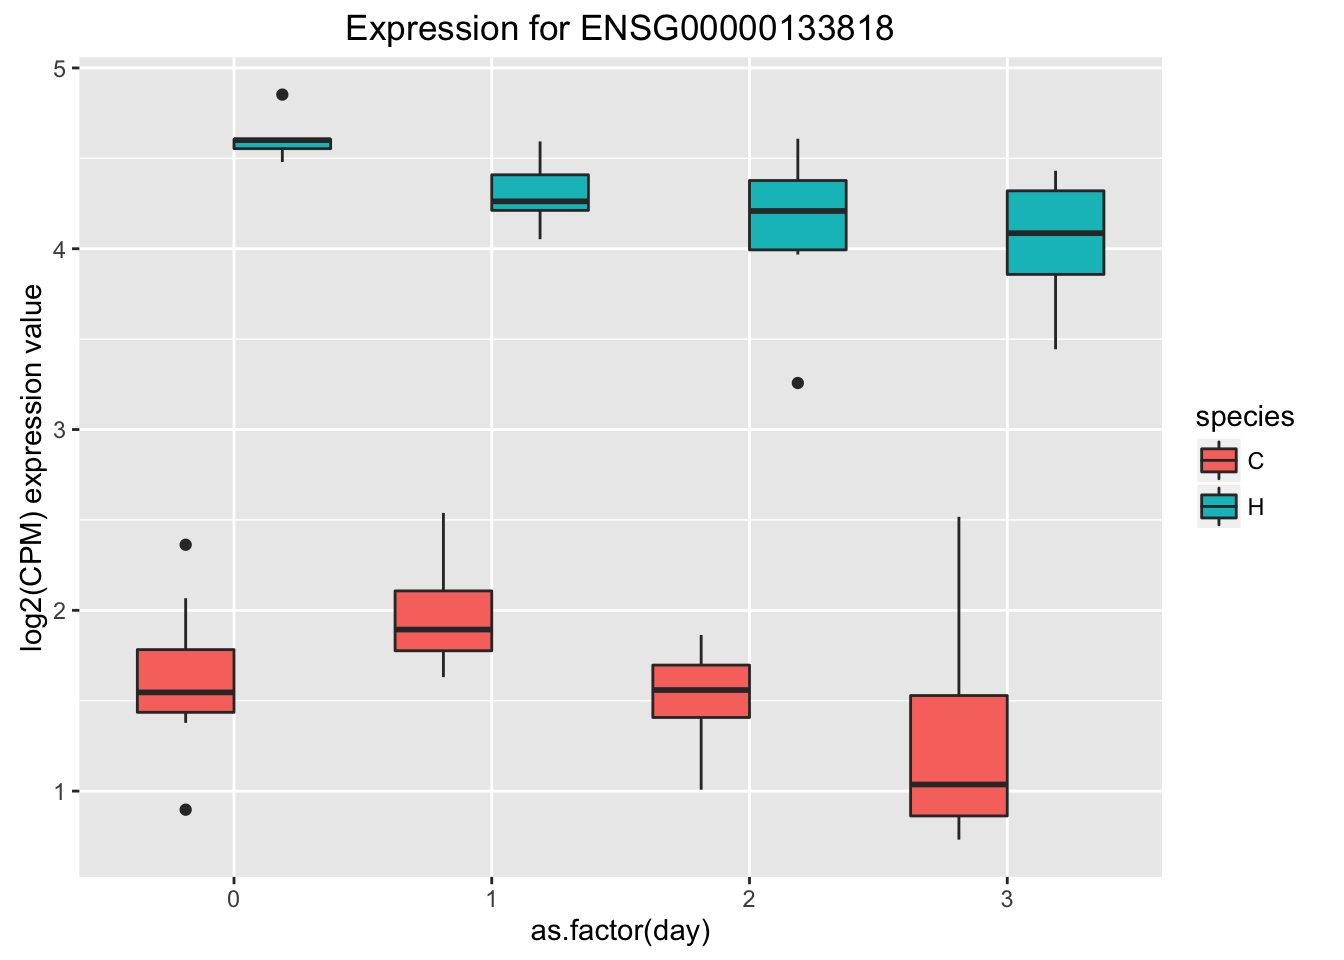 Expression for ENSG00000133818
log2(CPM) expression value
5
4
3
2
1
0 1 2 3
as.factor(day)
species
C
H